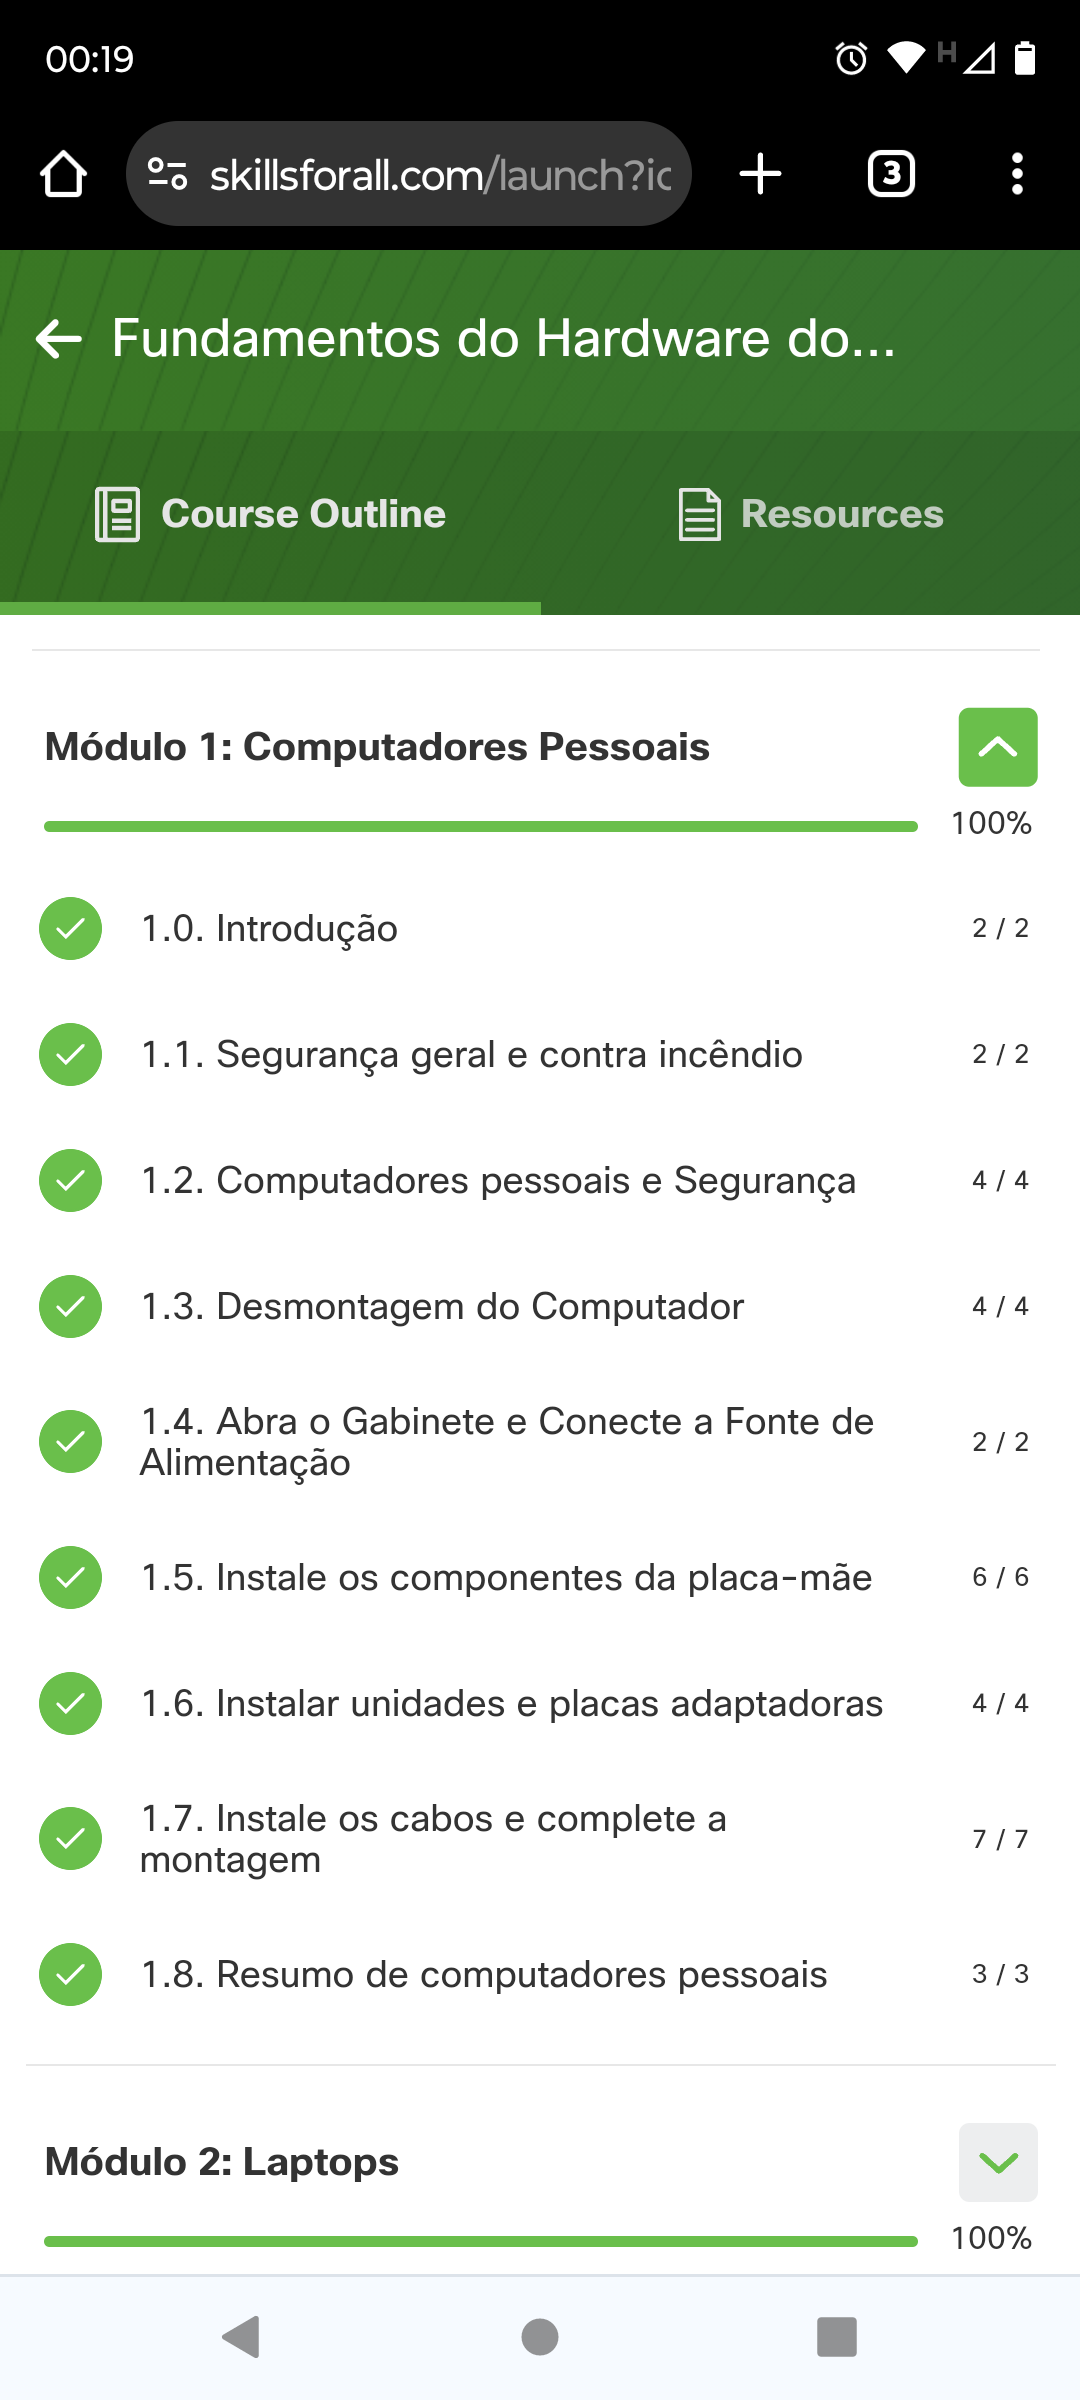 00:19
H
skillsforall.com/launch?ic
3
Fundamentos do Hardware do...
Course Outline
Resources
Módulo 1: Computadores Pessoais
100%
1.0. Introdução
2 / 2
1.1. Segurança geral e contra incêndio
2 / 2
1.2. Computadores pessoais e Segurança
4 / 4
1.3. Desmontagem do Computador
4 / 4
1.4. Abra o Gabinete e Conecte a Fonte de
Alimentação
2 / 2
1.5. Instale os componentes da placa-mãe
6 / 6
1.6. Instalar unidades e placas adaptadoras
4 / 4
1.7. Instale os cabos e complete a
montagem
7 / 7
1.8. Resumo de computadores pessoais
3 / 3
Módulo 2: Laptops
100%